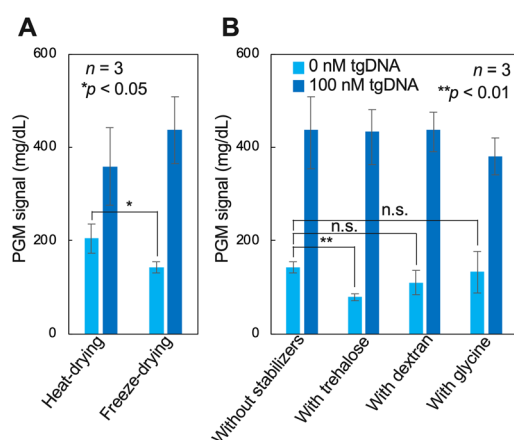 A
PGM signal (mg/dL)
600
400
200
0
n = 3
*p < 0.05
*
Heat-drying
Freeze-drying
B
PGM signal (mg/dL)
600
400
200
0
0 nM tgDNA
100 nM tgDNA
n = 3
**p < 0.01
n.s.
n.s.
**
Without stabilizers
With trehalose
With dextran
With glycine